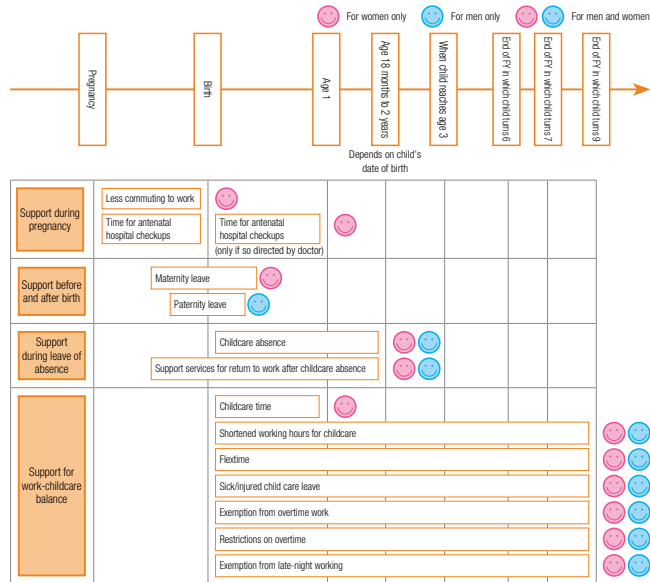 For women only
For men only
For men and women
Pregnancy
Birth
Age 1
Age 18 months to 2 years
When child reaches age 3
End of FY in which child turns 6
End of FY in which child turns 7
End of FY in which child turns 9
Depends on child's
date of birth
Support during
pregnancy
Less commuting to work
Time for antenatal
hospital checkups
Time for antenatal
hospital checkups
(only if so directed by doctor)
Support before
and after birth
Maternity leave
Paternity leave
Support
during leave of
absence
Childcare absence
Support services for return to work after childcare absence
Support for
work-childcare
balance
Childcare time
Shortened working hours for childcare
Flextime
Sick/injured child care leave
Exemption from overtime work
Restrictions on overtime
Exemption from late-night working